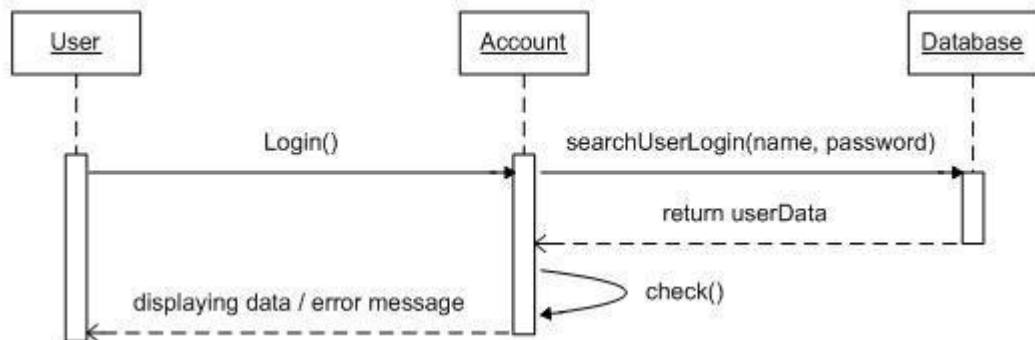 User
Account
Database
Login()
searchUserLogin(name, password)
return userData
check()
displaying data / error message